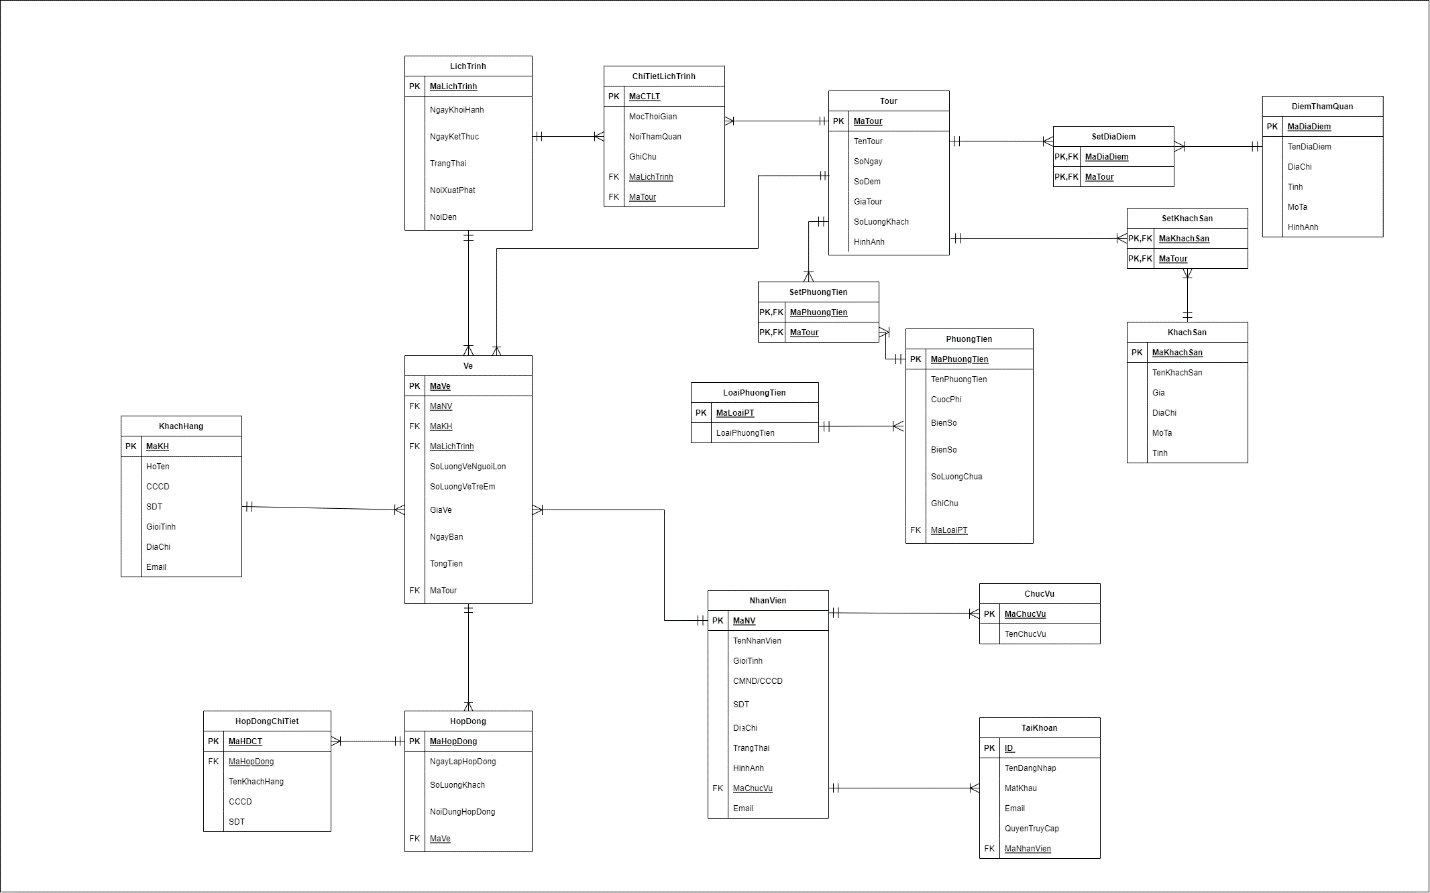 LichTrinh
PK MaLichTrinh
NgayKhoiHanh
NgayKetThuc
TrangThai
NoiXuatPhat
NoiDen
ChiTietLichTrinh
PK MaCTLT
MocThoiGian
NoiThamQuan
GhiChu
FK MaLichTrinh
FK MaTour
Tour
PK MaTour
TenTour
SoNgay
SoDem
GiaTour
SoLuongKhach
HinhAnh
SetDiaDiem
PK,FK MaDiaDiem
PK,FK MaTour
DiemThamQuan
PK MaDiaDiem
TenDiaDiem
DiaChi
Tinh
MoTa
HinhAnh
SetKhachSan
PK,FK MaKhachSan
PK,FK MaTour
SetPhuongTien
PK,FK MaPhuongTien
PK,FK MaTour
PhuongTien
PK MaPhuongTien
TenPhuongTien
CuocPhi
BienSo
BienSo
SoLuongChua
GhiChu
FK MaLoaiPT
KhachSan
PK MaKhachSan
TenKhachSan
Gia
DiaChi
MoTa
Tinh
LoaiPhuongTien
PK MaLoaiPT
LoaiPhuongTien
Ve
PK MaVe
FK MaNV
FK MaKH
FK MaLichTrinh
SoLuongVeNguoiLon
SoLuongVeTreEm
GiaVe
NgayBan
TongTien
FK MaTour
KhachHang
PK MaKH
HoTen
CCCD
SDT
GioiTinh
DiaChi
Email
NhanVien
PK MaNV
TenNhanVien
GioiTinh
CMND/CCCD
SDT
DiaChi
TrangThai
HinhAnh
FK MaChucVu
Email
ChucVu
PK MaChucVu
TenChucVu
HopDongChiTiet
PK MaHDCT
FK MaHopDong
TenKhachHang
CCCD
SDT
HopDong
PK MaHopDong
NgayLapHopDong
SoLuongKhach
NoiDungHopDong
FK MaVe
TaiKhoan
PK ID
TenDangNhap
MatKhau
Email
QuyenTruyCap
FK MaNhanVien